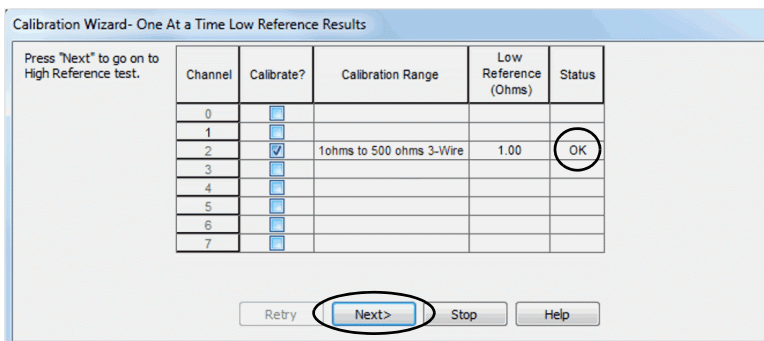 Calibration Wizard- One At a Time Low Reference Results
Press "Next" to go on to
High Reference test.
Channel Calibrate? Calibration Range Low Reference (Ohms) Status
0
1
2 1ohms to 500 ohms 3-Wire 1.00 OK
3
4
5
6
7
Retry Next> Stop Help